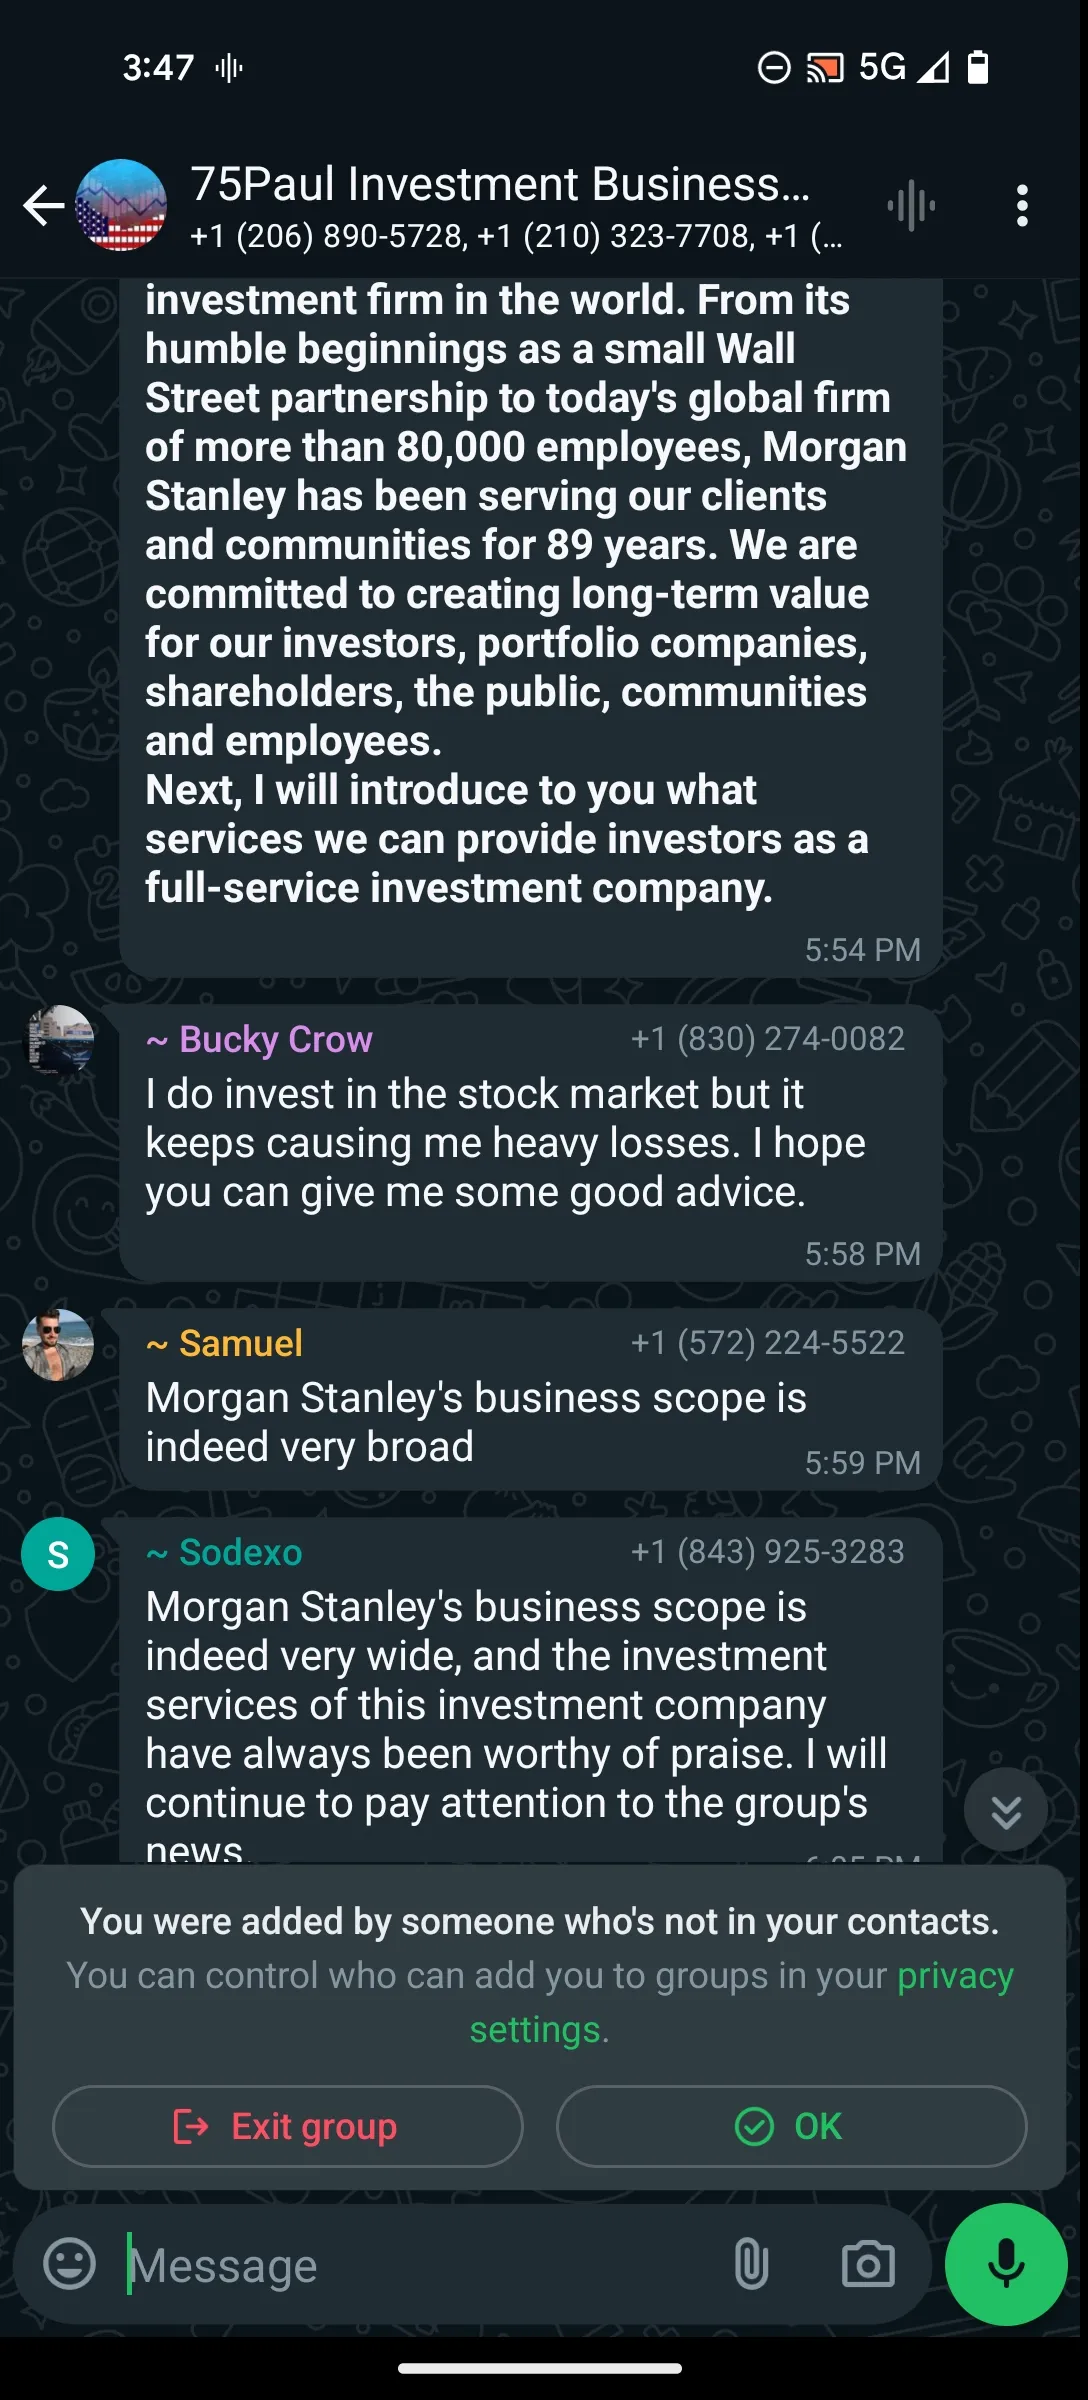 3:47
5G
75Paul Investment Business...
+1 (206) 890-5728, +1 (210) 323-7708, +1 (...
investment firm in the world. From its
humble beginnings as a small Wall
Street partnership to today's global firm
of more than 80,000 employees, Morgan
Stanley has been serving our clients
and communities for 89 years. We are
committed to creating long-term value
for our investors, portfolio companies,
shareholders, the public, communities
and employees.
Next, I will introduce to you what
services we can provide investors as a
full-service investment company.
5:54 PM
~ Bucky Crow +1 (830) 274-0082
I do invest in the stock market but it
keeps causing me heavy losses. I hope
you can give me some good advice.
5:58 PM
~ Samuel +1 (572) 224-5522
Morgan Stanley's business scope is
indeed very broad
5:59 PM
S
~ Sodexo +1 (843) 925-3283
Morgan Stanley's business scope is
indeed very wide, and the investment
services of this investment company
have always been worthy of praise. I will
continue to pay attention to the group's
news.
You were added by someone who's not in your contacts.
You can control who can add you to groups in your privacy
settings.
Exit group
OK
Message